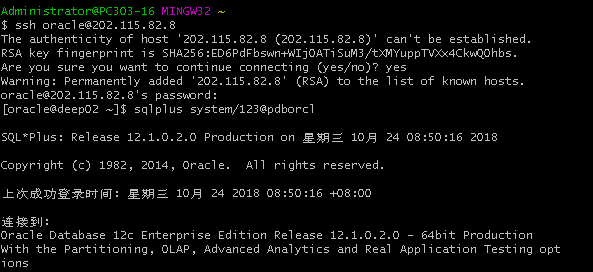 Administrator@PC303-16 MINGW32 ~
$ ssh oracle@202.115.82.8
The authenticity of host '202.115.82.8 (202.115.82.8)' can't be established.
RSA key fingerprint is SHA256:ED6PdFbswn+WIjOATiSuM3/tXMYuppTVXx4CkwQOhbs.
Are you sure you want to continue connecting (yes/no)? yes
Warning: Permanently added '202.115.82.8' (RSA) to the list of known hosts.
oracle@202.115.82.8's password:
[oracle@deep02 ~]$ sqlplus system/123@pdborcl
SQL*Plus: Release 12.1.0.2.0 Production on 星期三 10月 24 08:50:16 2018
Copyright (c) 1982, 2014, Oracle.  All rights reserved.
上次成功登录时间: 星期三 10月 24 2018 08:50:16 +08:00
连接到:
Oracle Database 12c Enterprise Edition Release 12.1.0.2.0 - 64bit Production
With the Partitioning, OLAP, Advanced Analytics and Real Application Testing opt
ions